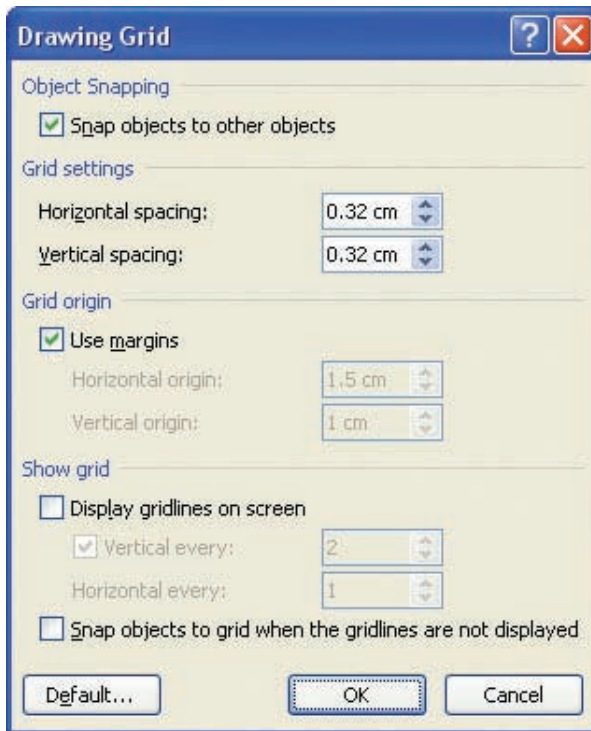 Drawing Grid
Object Snapping
Snap objects to other objects
Grid settings
Horizontal spacing: 0.32 cm
Vertical spacing: 0.32 cm
Grid origin
Use margins
Horizontal origin: 1.5 cm
Vertical origin: 1 cm
Show grid
Display gridlines on screen
Vertical every: 2
Horizontal every: 1
Snap objects to grid when the gridlines are not displayed
Default... OK Cancel